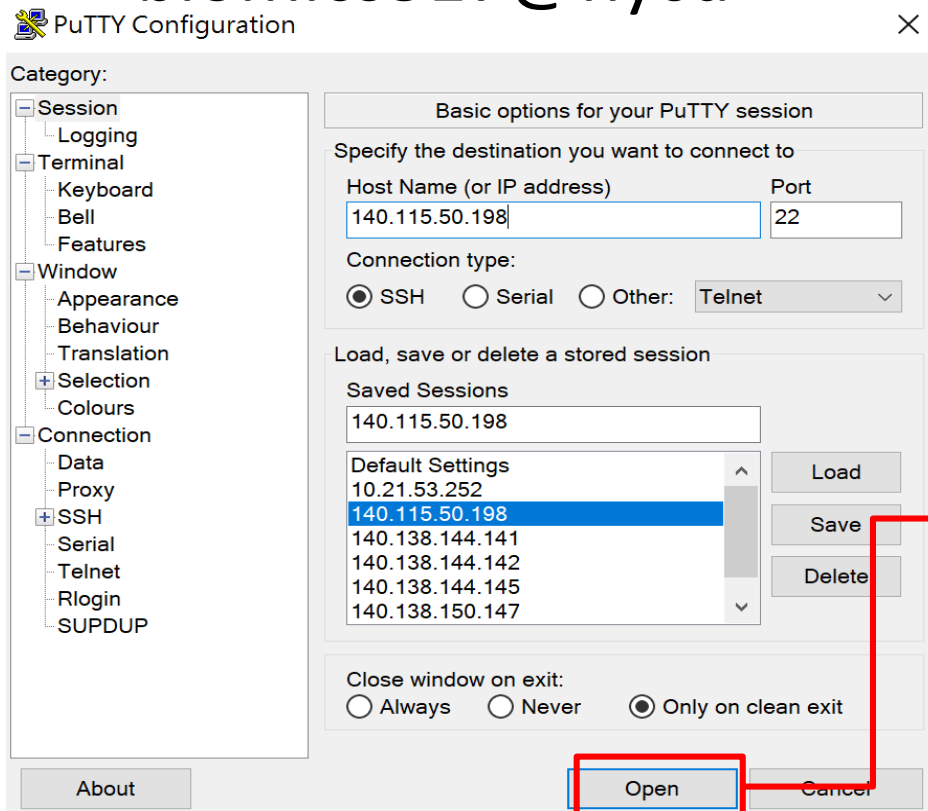 PuTTY Configuration
Category:
Session
Logging
Terminal
Keyboard
Bell
Features
Window
Appearance
Behaviour
Translation
Selection
Colours
Connection
Data
Proxy
SSH
Serial
Telnet
Rlogin
SUPDUP
Basic options for your PuTTY session
Specify the destination you want to connect to
Host Name (or IP address) Port
140.115.50.198 22
Connection type:
SSH Serial Other: Telnet
Load, save or delete a stored session
Saved Sessions
140.115.50.198
Default Settings
10.21.53.252
140.115.50.198
140.138.144.141
140.138.144.142
140.138.144.145
140.138.150.147
Load
Save
Delete
Close window on exit:
Always Never Only on clean exit
About Open Cancel